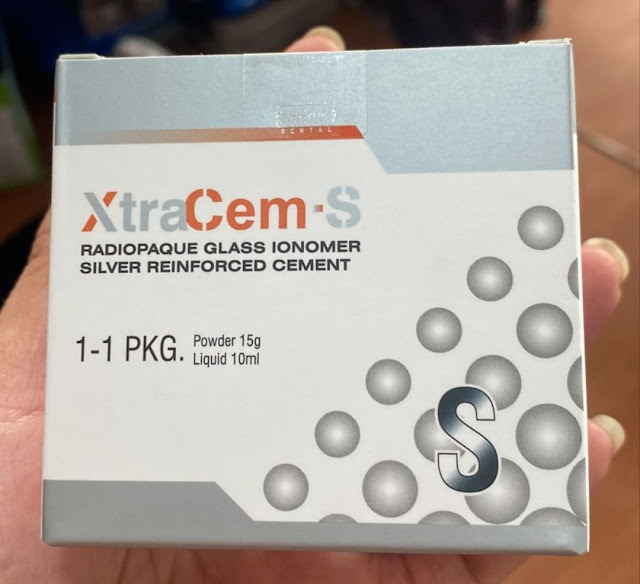 DENTAL
XtraCem-S
RADIOPAQUE GLASS IONOMER
SILVER REINFORCED CEMENT
1-1 PKG. Powder 15g
Liquid 10ml
S